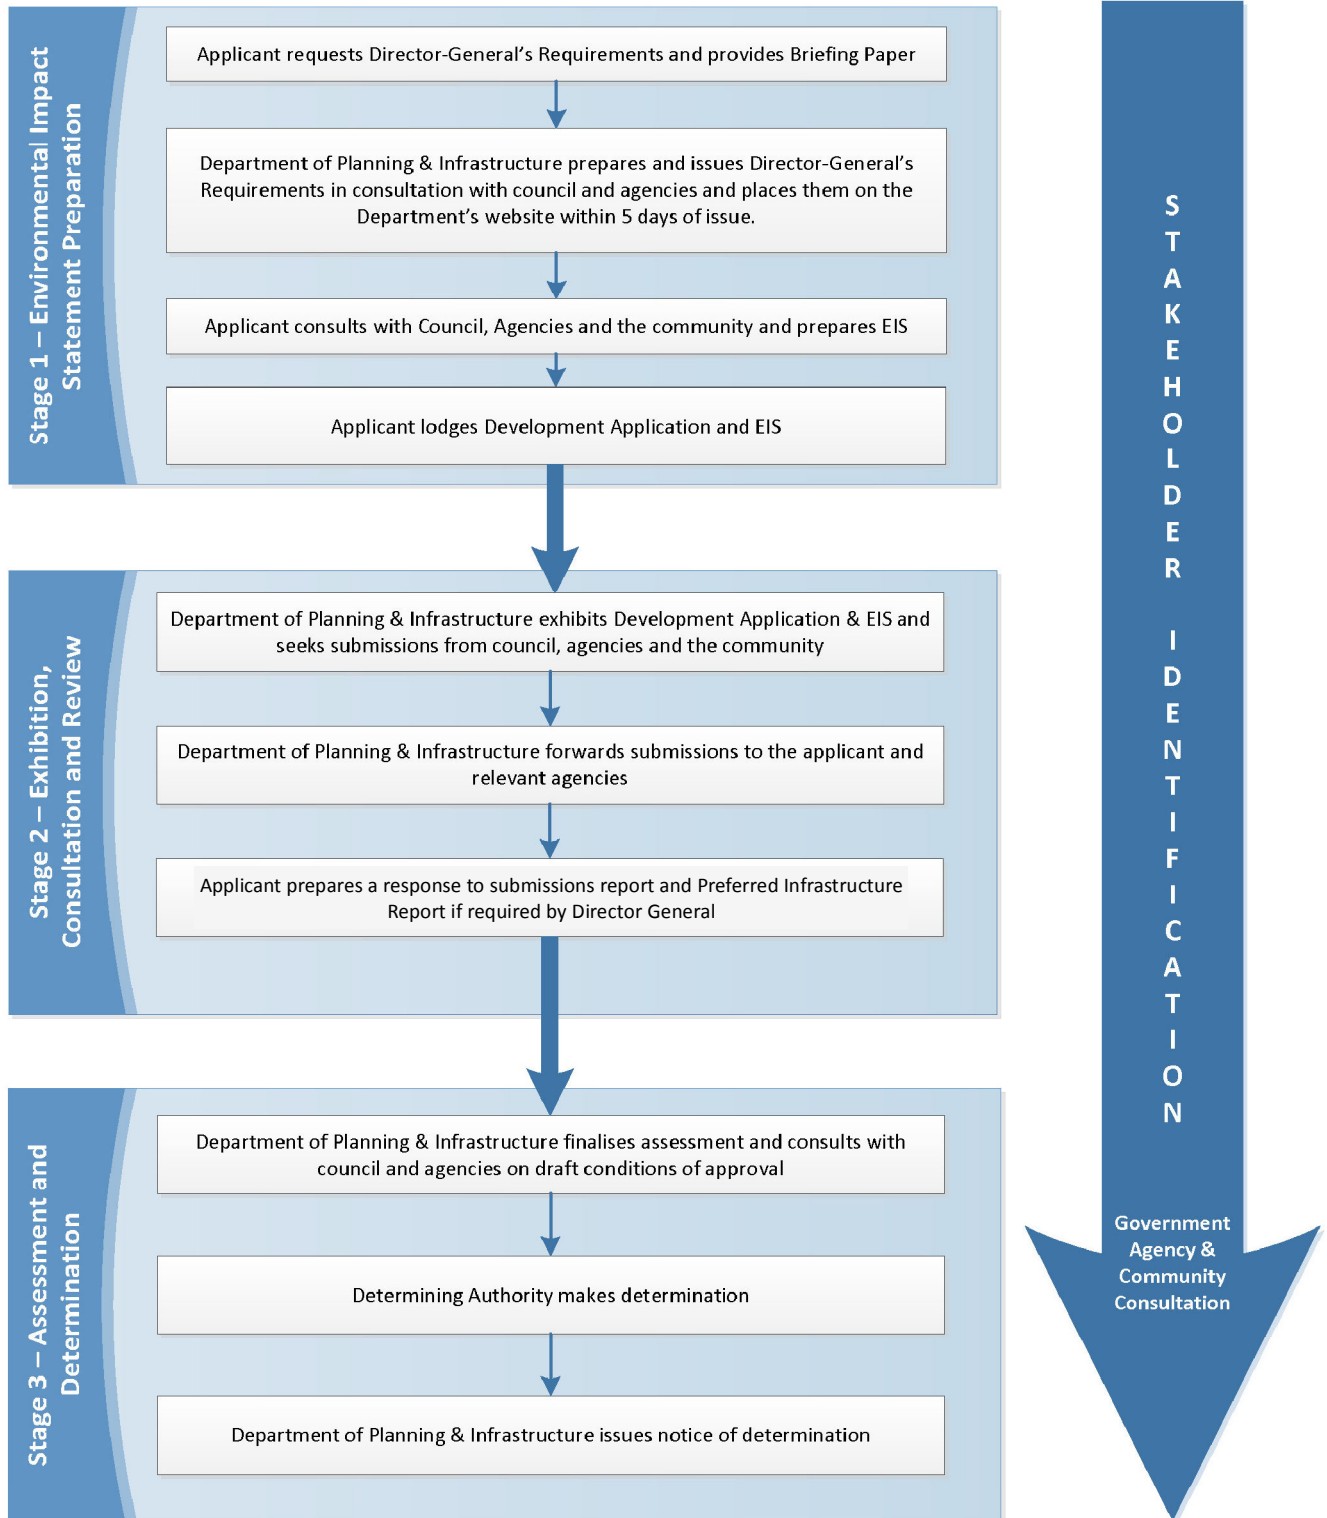 Stage 1 – Environmental Impact
Statement Preparation
Applicant requests Director-General's Requirements and provides Briefing Paper
Department of Planning & Infrastructure prepares and issues Director-General's
Requirements in consultation with council and agencies and places them on the
Department's website within 5 days of issue.
Applicant consults with Council, Agencies and the community and prepares EIS
Applicant lodges Development Application and EIS
Stage 2 – Exhibition,
Consultation and Review
Department of Planning & Infrastructure exhibits Development Application & EIS and
seeks submissions from council, agencies and the community
Department of Planning & Infrastructure forwards submissions to the applicant and
relevant agencies
Applicant prepares a response to submissions report and Preferred Infrastructure
Report if required by Director General
Stage 3 – Assessment and
Determination
Department of Planning & Infrastructure finalises assessment and consults with
council and agencies on draft conditions of approval
Determining Authority makes determination
Department of Planning & Infrastructure issues notice of determination
STAKEHOLDER IDENTIFICATION
Government
Agency &
Community
Consultation